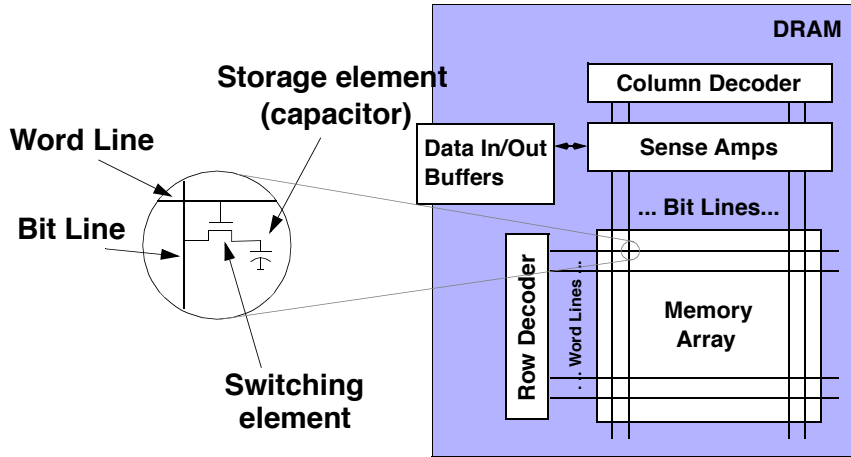 DRAM
Storage element
(capacitor)
Column Decoder
Word Line
Data In/Out
Buffers
Sense Amps
Bit Line
... Bit Lines...
Row Decoder
... Word Lines ...
Memory
Array
Switching
element